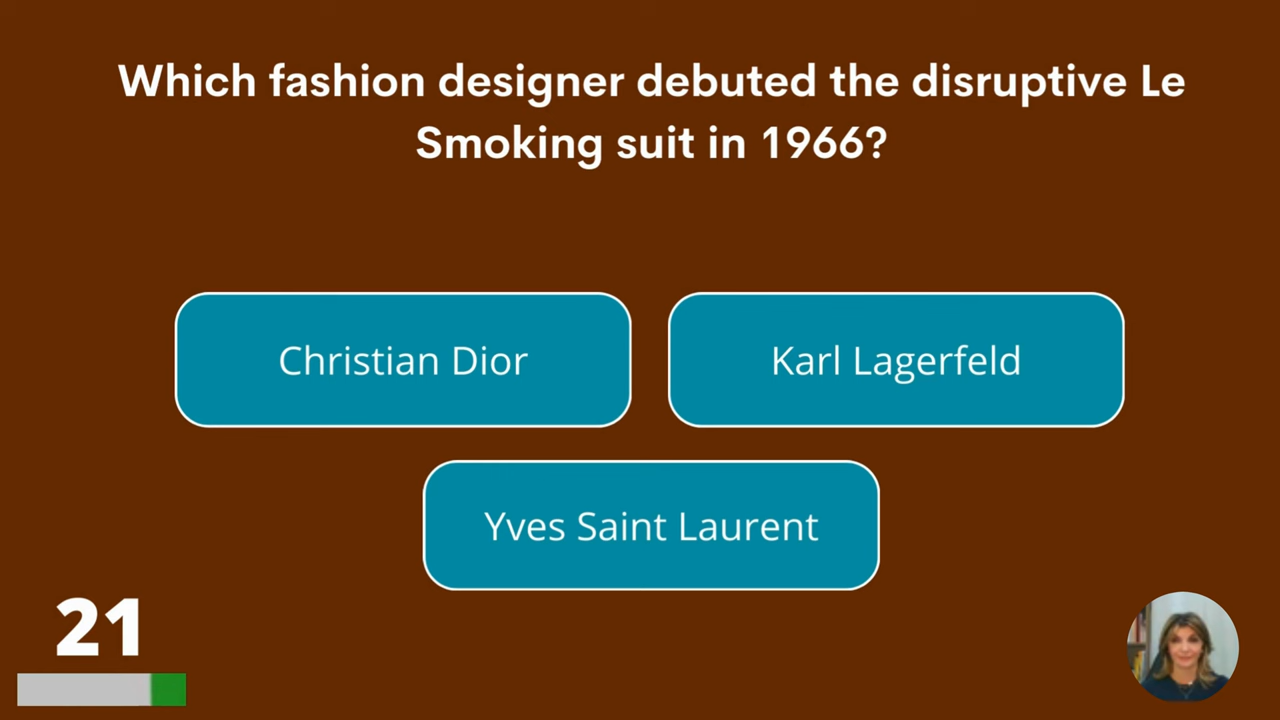 Which fashion designer debuted the disruptive Le
Smoking suit in 1966?
Christian Dior
Karl Lagerfeld
Yves Saint Laurent
21